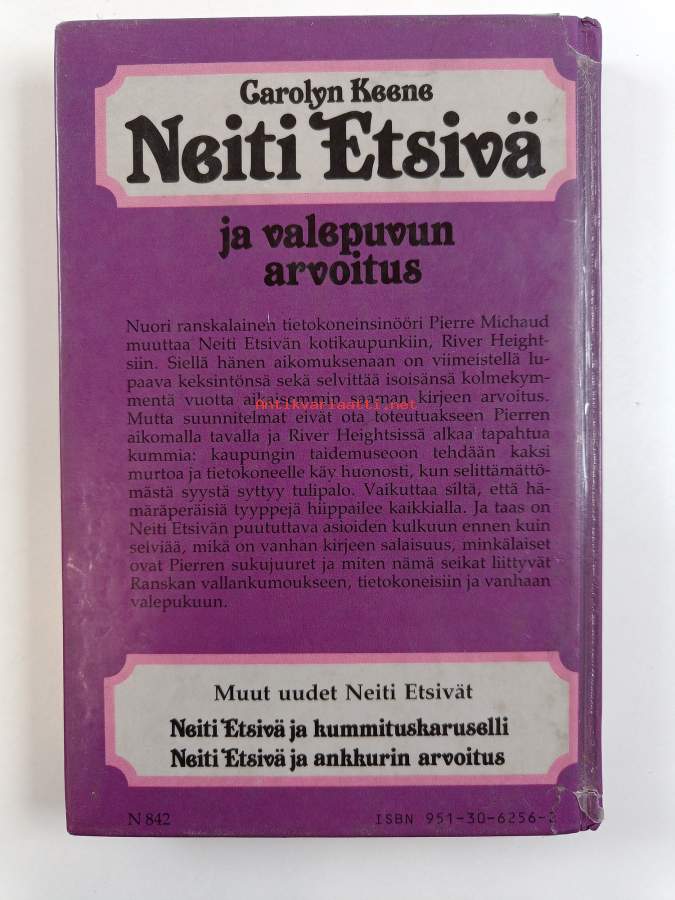 Carolyn Keene
Neiti Etsivä
ja valepuvun
arvoitus
Nuori ranskalainen tietokoneinsinööri Pierre Michaud
muuttaa Neiti Etsivän kotikaupunkiin, River Height-
siin. Siellä hänen aikomuksenaan on viimeistellä lu-
paava keksintönsä sekä selvittää isoisänsä kolmekym-
mentä vuotta aikaisemmin saaman kirjeen arvoitus.
Antikvariaatti.net
Mutta suunnitelmat eivät ota toteutuakseen Pierren
aikomalla tavalla ja River Heightsissä alkaa tapahtua
kummia: kaupungin taidemuseoon tehdään kaksi
murtoa ja tietokoneelle käy huonosti, kun selittämättö-
mästä syystä syttyy tulipalo. Vaikuttaa siltä, että hä-
märäperäisiä tyyppejä hiippailee kaikkialla. Ja taas on
Neiti Etsivän puututtava asioiden kulkuun ennen kuin
selviää, mikä on vanhan kirjeen salaisuus, minkälaiset
ovat Pierren sukujuuret ja miten nämä seikat liittyvät
Ranskan vallankumoukseen, tietokoneisiin ja vanhaan
valepukuun.
Muut uudet Neiti Etsivät
Neiti Etsivä ja kummituskaruselli
Neiti Etsivä ja ankkurin arvoitus
N 842
ISBN 951-30-6256-2